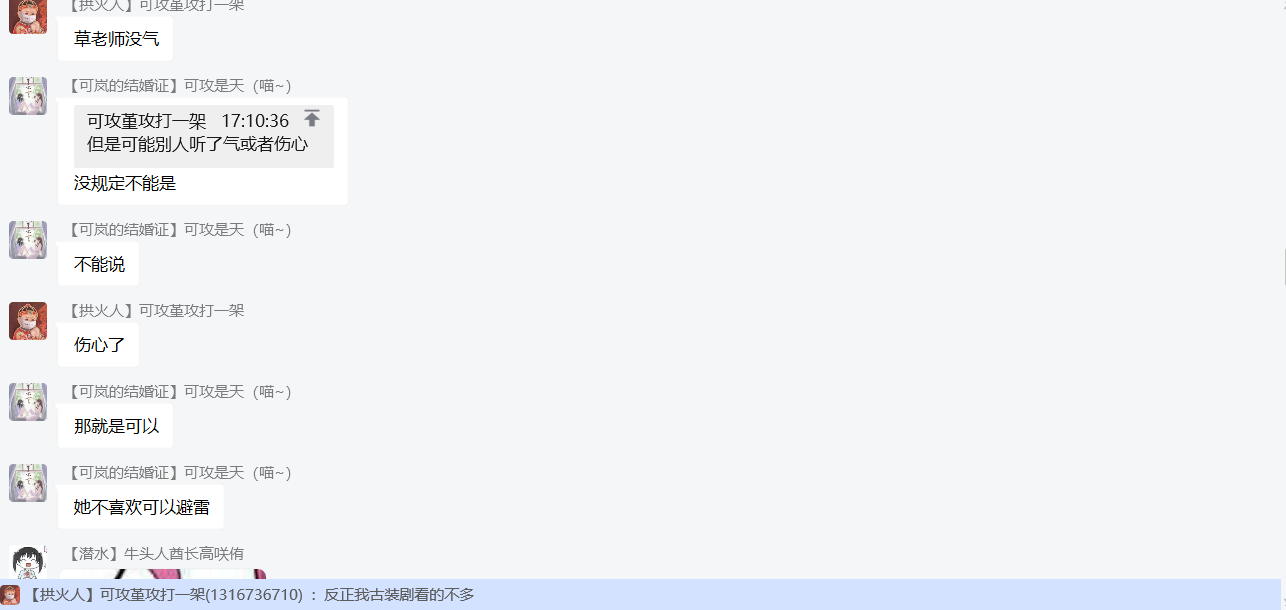 【拱火人】可攻堇攻打一架
草老师没气
【可岚的结婚证】可攻是天（喵~）
可攻堇攻打一架 17:10:36
但是可能别人听了气或者伤心
没规定不能是
【可岚的结婚证】可攻是天（喵~）
不能说
【拱火人】可攻堇攻打一架
伤心了
【可岚的结婚证】可攻是天（喵~）
那就是可以
【可岚的结婚证】可攻是天（喵~）
她不喜欢可以避雷
【潜水】牛头人酋长高咲侑
【拱火人】可攻堇攻打一架(1316736710) ：反正我古装剧看的不多